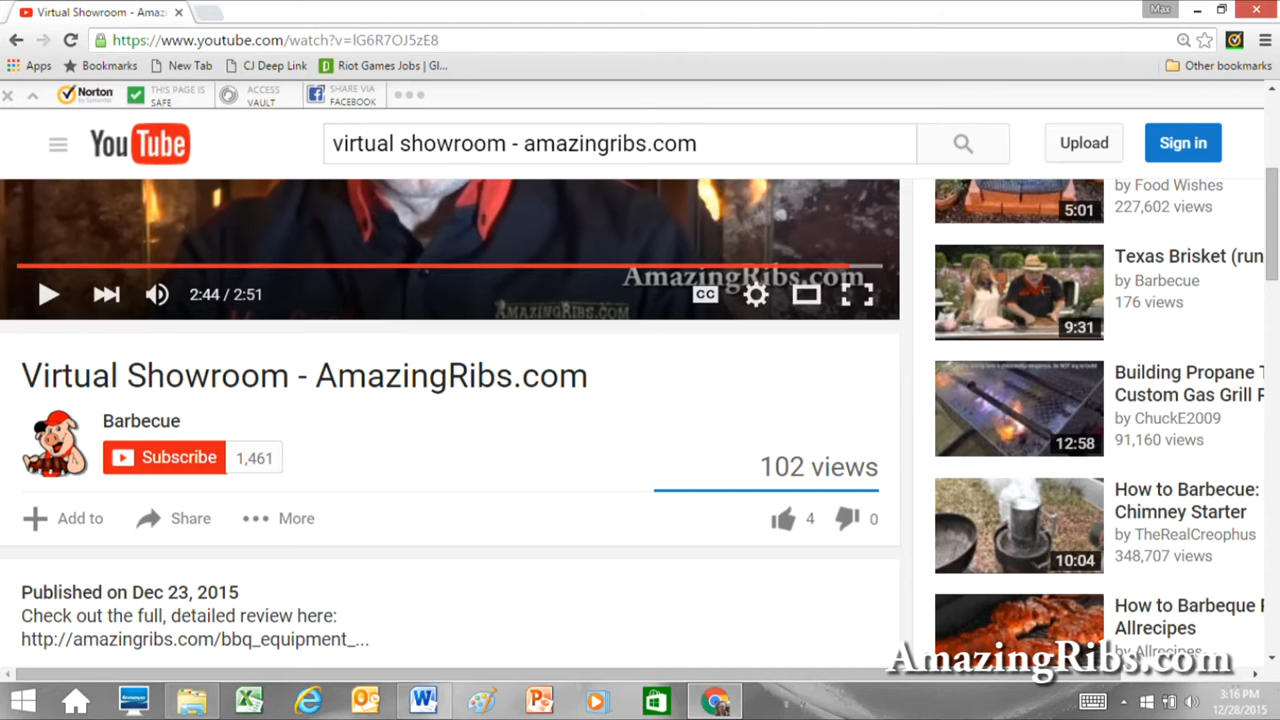 Virtual Showroom - Amaz
Max
https://www.youtube.com/watch?v=lG6R7OJ5zE8
Apps Bookmarks New Tab CJ Deep Link Riot Games Jobs | Gl...
Other bookmarks
Norton
by Symantec
THIS PAGE IS
SAFE
ACCESS
VAULT
SHARE VIA
FACEBOOK
YouTube
virtual showroom - amazingribs.com
Upload
Sign in
AmazingRibs.com
2:44 / 2:51
CC
AmazingRibs.com
Virtual Showroom - AmazingRibs.com
Barbecue
Subscribe 1,461
102 views
Add to Share More
4 0
Published on Dec 23, 2015
Check out the full, detailed review here:
http://amazingribs.com/bbq_equipment_...
by Food Wishes
227,602 views
5:01
Texas Brisket (run
by Barbecue
176 views
9:31
Building Propane T
Custom Gas Grill F
by ChuckE2009
91,160 views
12:58
How to Barbecue:
Chimney Starter
by TheRealCreophus
348,707 views
10:04
How to Barbeque F
Allrecipes
by Allrecipes
AmazingRibs.com
3:16 PM
12/28/2015